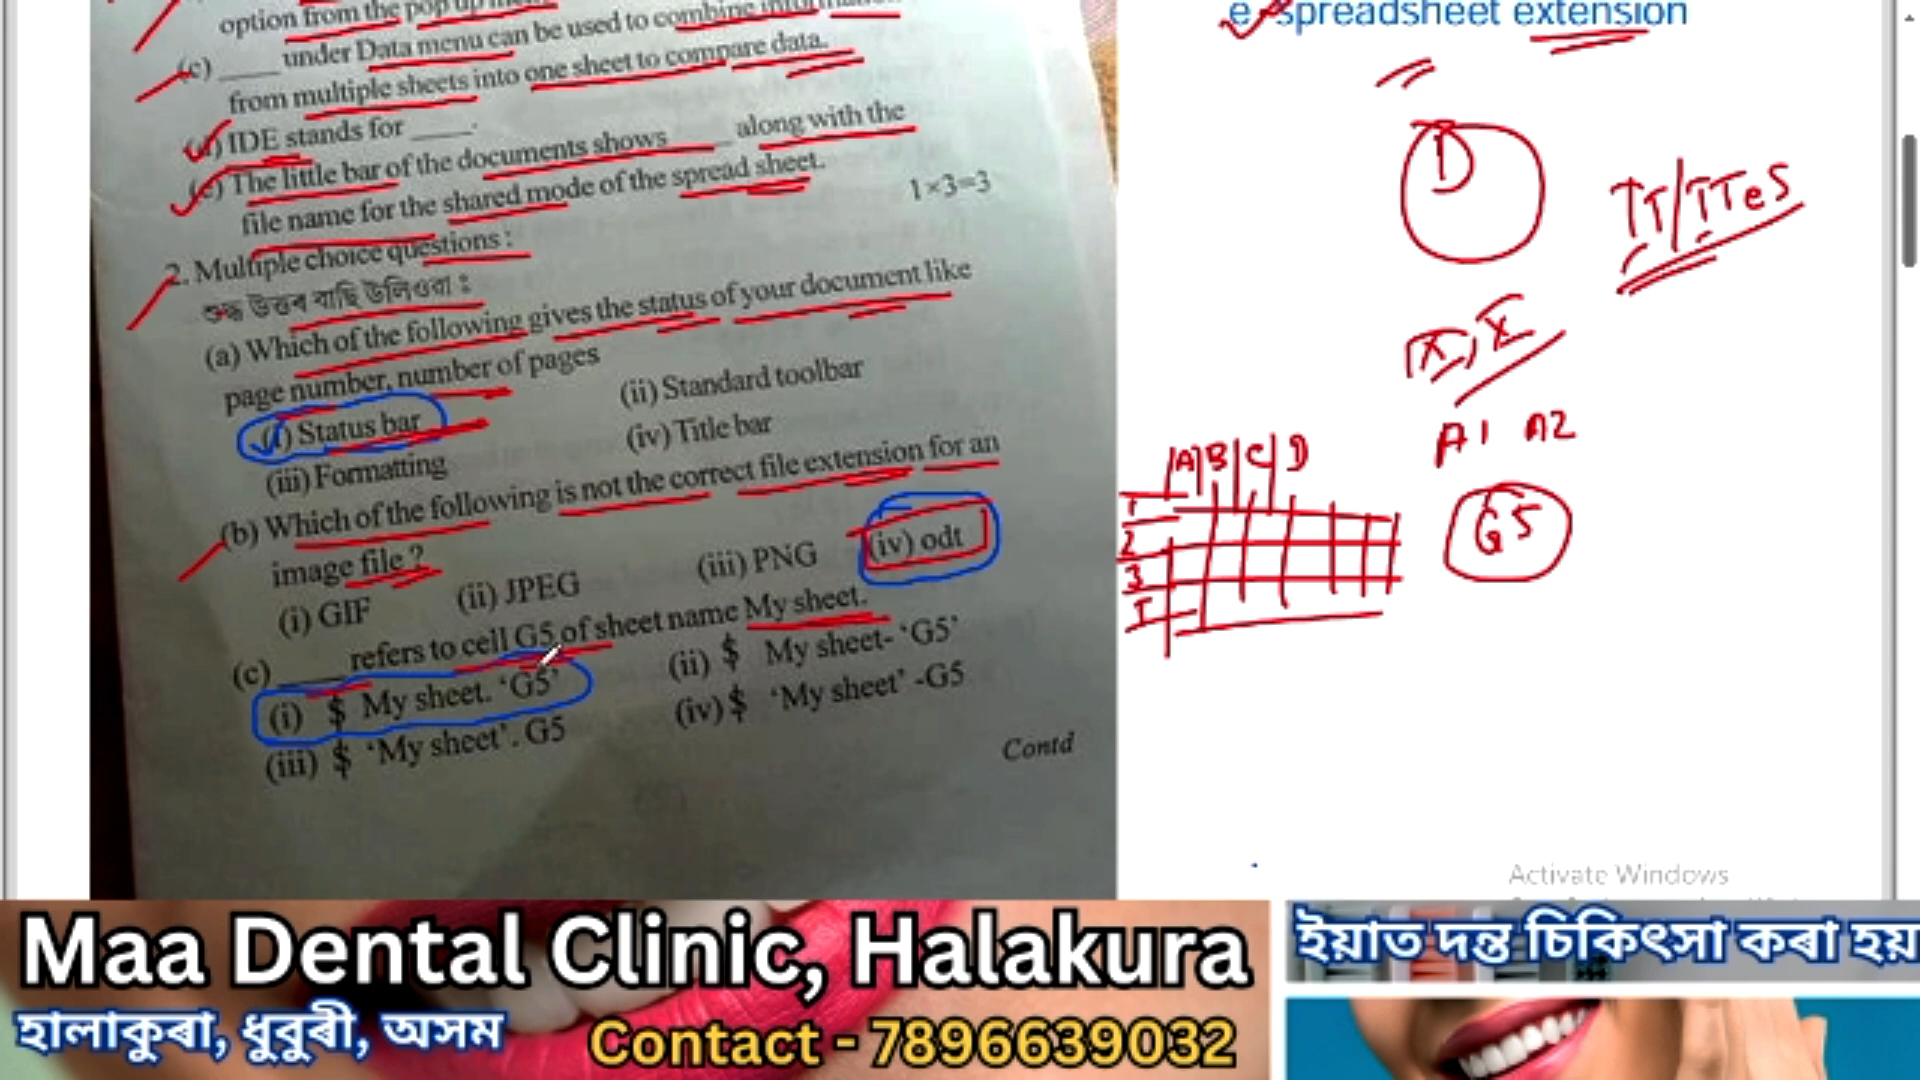 option from the pop up
(c) ____ under Data menu can be used to combine information
from multiple sheets into one sheet to compare data.
(d) IDE stands for ____.
(e) The little bar of the documents shows ____ along with the
file name for the shared mode of the spread sheet.
2. Multiple choice questions : 1×3=3
শুদ্ধ উত্তৰ বাছি উলিওৱা :
(a) Which of the following gives the status of your document like
page number, number of pages
(i) Status bar (ii) Standard toolbar
(iii) Formatting (iv) Title bar
(b) Which of the following is not the correct file extension for an
image file ?
(i) GIF (ii) JPEG (iii) PNG (iv) odt
(c) ____ refers to cell G5 of sheet name My sheet.
(i) $ My sheet. ‘G5’ (ii) $ My sheet- ‘G5’
(iii) $ ‘My sheet’. G5 (iv) $ ‘My sheet’ -G5
Contd
spreadsheet extension
D
IT/ITeS
IX, X
A1 A2
A B C D
1
2
3
G5
Activate Windows
Maa Dental Clinic, Halakura
হালাকুৰা, ধুবুৰী, অসম
Contact - 7896639032
ইয়াত দন্ত চিকিৎসা কৰা হয়